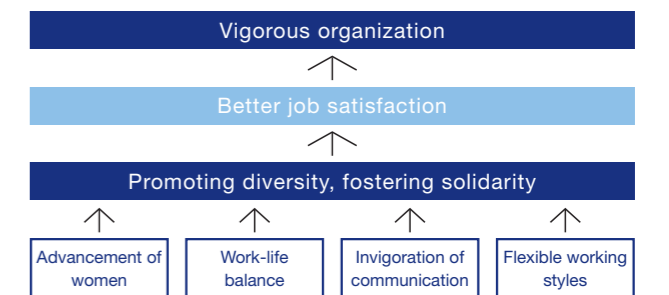 Vigorous organization
Better job satisfaction
Promoting diversity, fostering solidarity
Advancement of
women
Work-life
balance
Invigoration of
communication
Flexible working
styles